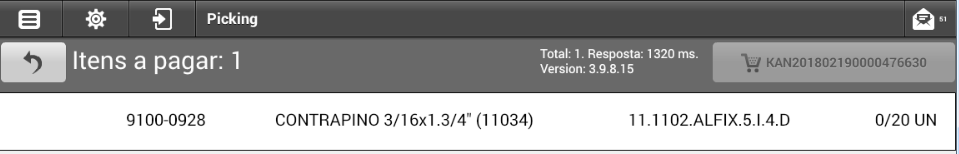 Picking
51
Itens a pagar: 1
Total: 1. Resposta: 1320 ms.
Version: 3.9.8.15
KAN201802190000476630
9100-0928 CONTRAPINO 3/16x1.3/4" (11034) 11.1102.ALFIX.5.I.4.D 0/20 UN